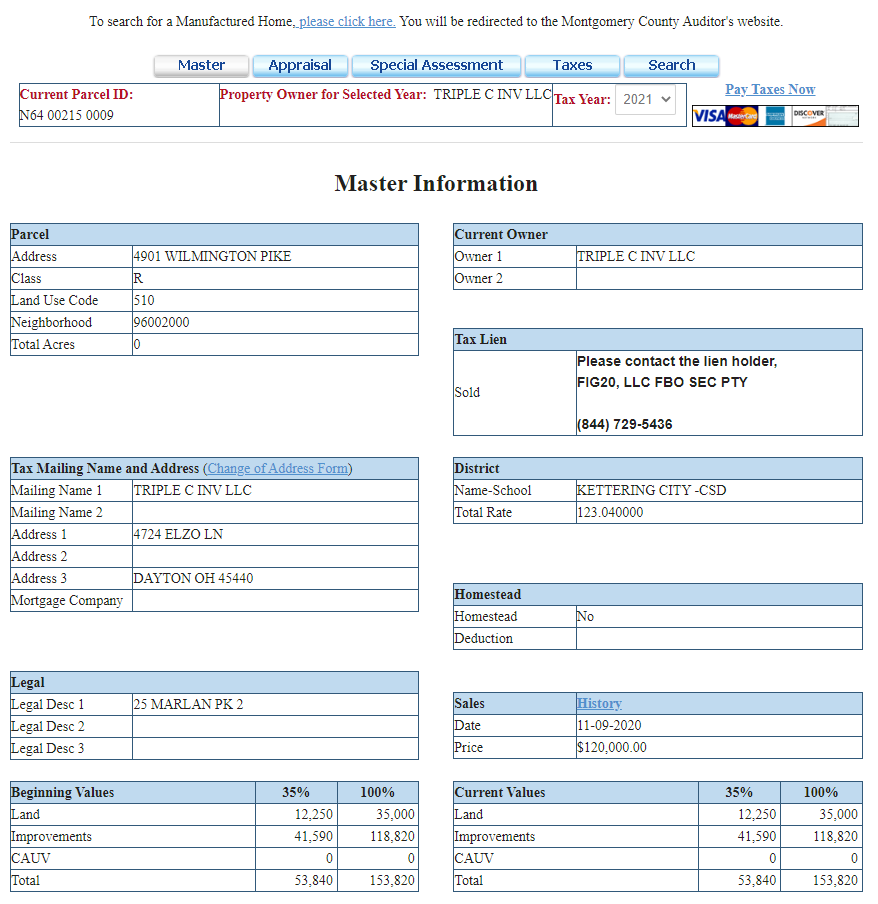 To search for a Manufactured Home, please click here. You will be redirected to the Montgomery County Auditor's website.
Master Appraisal Special Assessment Taxes Search
Current Parcel ID:
N64 00215 0009
Property Owner for Selected Year: TRIPLE C INV LLC
Tax Year: 2021
Pay Taxes Now
VISA MasterCard DISCOVER
Master Information
Parcel
Address 4901 WILMINGTON PIKE
Class R
Land Use Code 510
Neighborhood 96002000
Total Acres 0
Current Owner
Owner 1 TRIPLE C INV LLC
Owner 2
Tax Lien
Sold
Please contact the lien holder,
FIG20, LLC FBO SEC PTY
(844) 729-5436
Tax Mailing Name and Address (Change of Address Form)
Mailing Name 1 TRIPLE C INV LLC
Mailing Name 2
Address 1 4724 ELZO LN
Address 2
Address 3 DAYTON OH 45440
Mortgage Company
District
Name-School KETTERING CITY -CSD
Total Rate 123.040000
Homestead
Homestead No
Deduction
Legal
Legal Desc 1 25 MARLAN PK 2
Legal Desc 2
Legal Desc 3
Sales History
Date 11-09-2020
Price $120,000.00
Beginning Values 35% 100%
Land 12,250 35,000
Improvements 41,590 118,820
CAUV 0 0
Total 53,840 153,820
Current Values 35% 100%
Land 12,250 35,000
Improvements 41,590 118,820
CAUV 0 0
Total 53,840 153,820